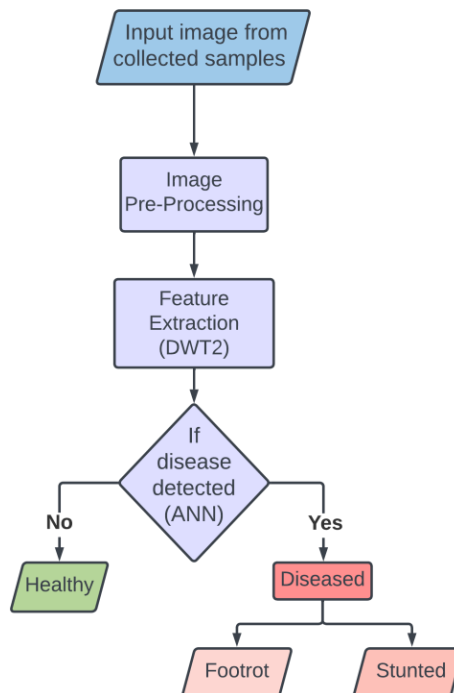 Input image from
collected samples
Image
Pre-Processing
Feature
Extraction
(DWT2)
If
disease
detected
(ANN)
No
Yes
Healthy
Diseased
Footrot
Stunted